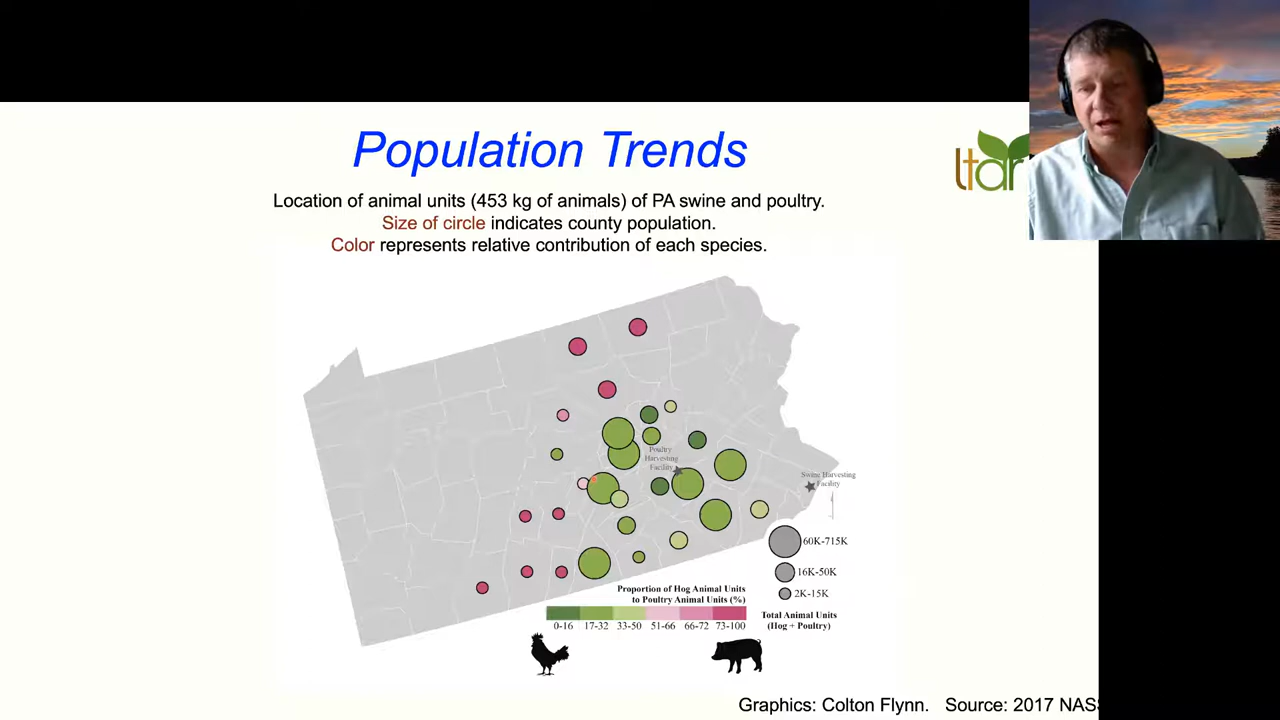 Population Trends
ltar
Location of animal units (453 kg of animals) of PA swine and poultry.
Size of circle indicates county population.
Color represents relative contribution of each species.
Poultry
Harvesting
Facility
Swine Harvesting
Facility
60K-715K
16K-50K
2K-15K
Total Animal Units
(Hog + Poultry)
Proportion of Hog Animal Units
to Poultry Animal Units (%)
0-16 17-32 33-50 51-66 66-72 73-100
Graphics: Colton Flynn. Source: 2017 NASS